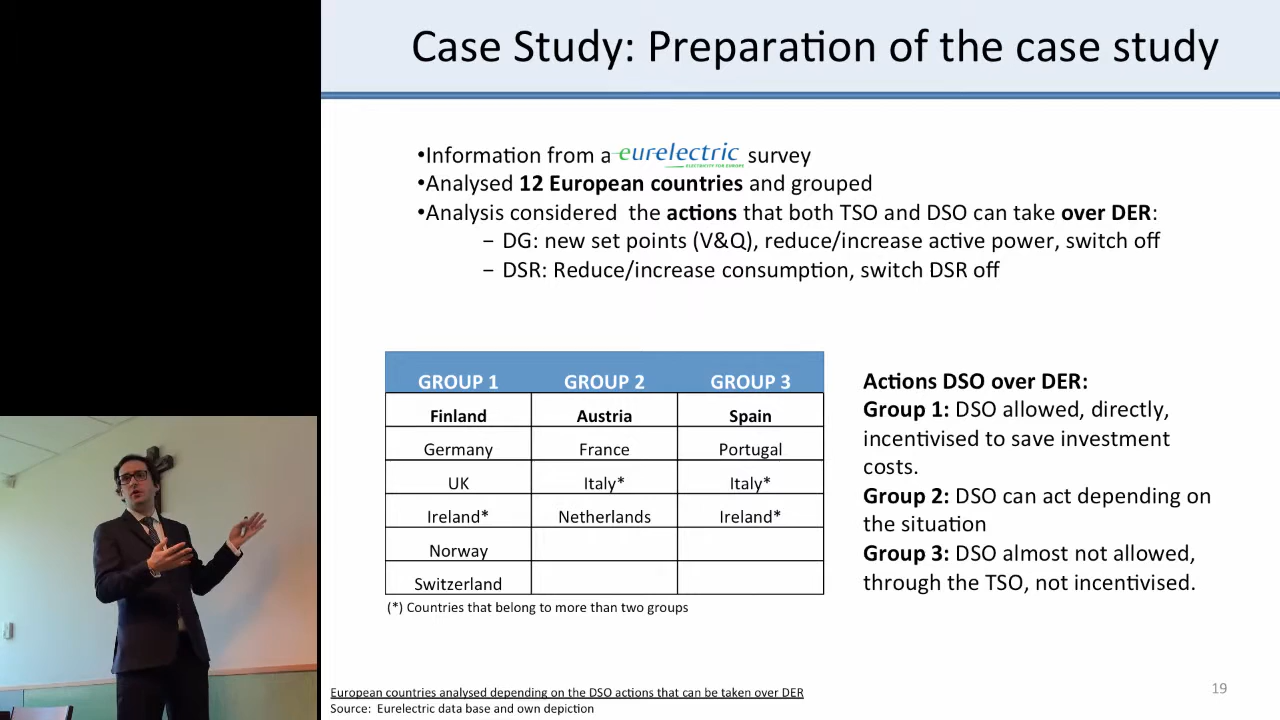 Case Study: Preparation of the case study
•Information from a eurelectric survey
ELECTRICITY FOR EUROPE
•Analysed 12 European countries and grouped
•Analysis considered the actions that both TSO and DSO can take over DER:
– DG: new set points (V&Q), reduce/increase active power, switch off
– DSR: Reduce/increase consumption, switch DSR off
GROUP 1 GROUP 2 GROUP 3
Finland Austria Spain
Germany France Portugal
UK Italy* Italy*
Ireland* Netherlands Ireland*
Norway
Switzerland
(*) Countries that belong to more than two groups
Actions DSO over DER:
Group 1: DSO allowed, directly,
incentivised to save investment
costs.
Group 2: DSO can act depending on
the situation
Group 3: DSO almost not allowed,
through the TSO, not incentivised.
European countries analysed depending on the DSO actions that can be taken over DER
Source: Eurelectric data base and own depiction
19